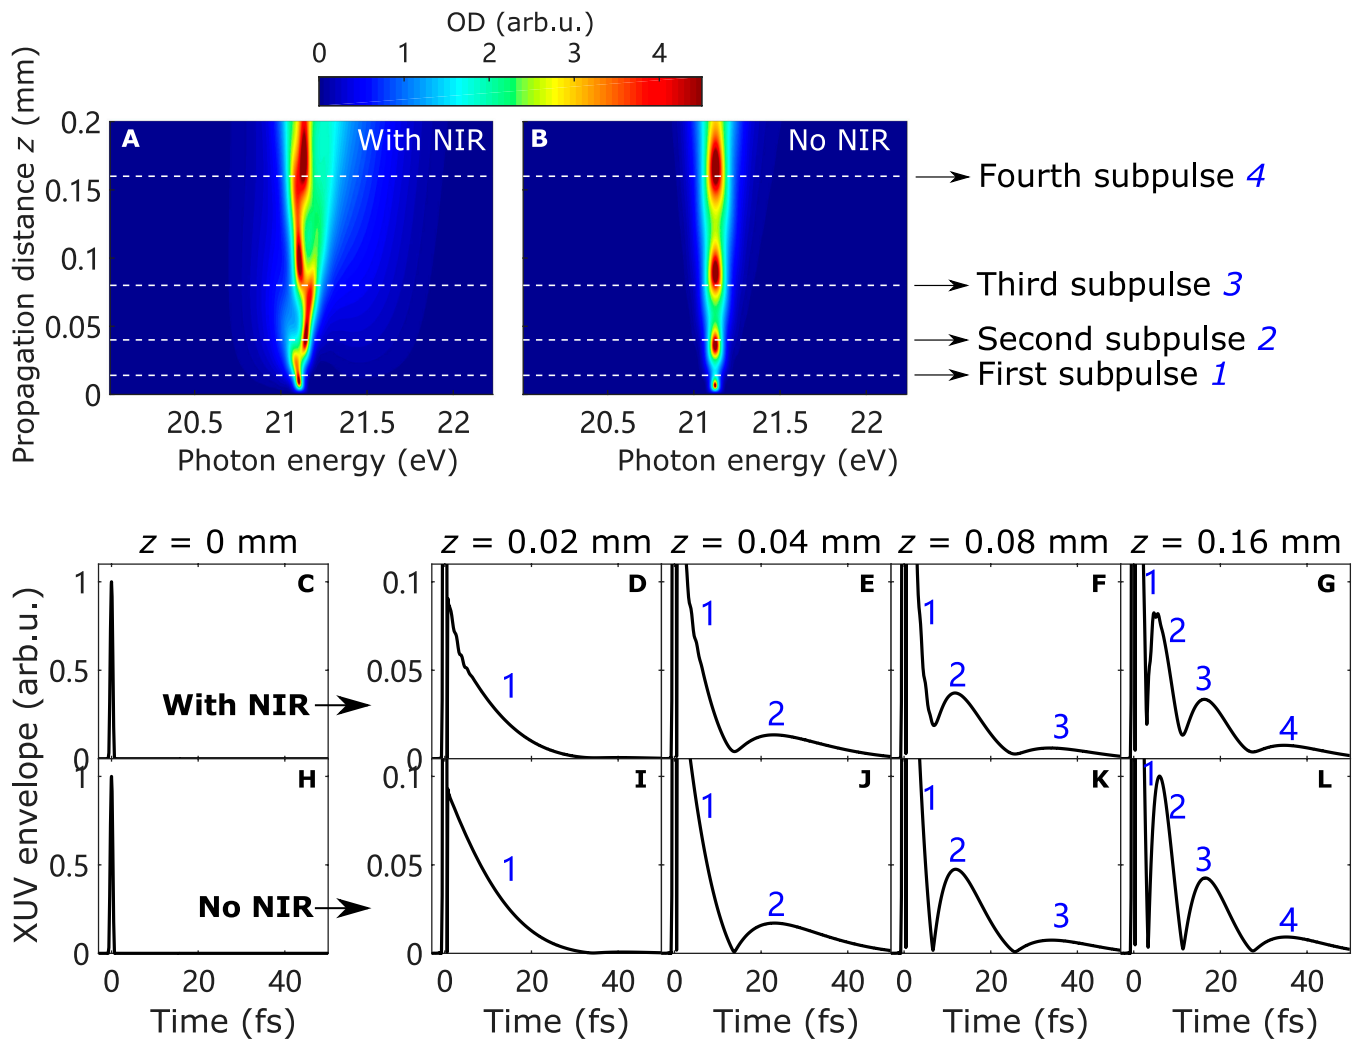 OD (arb.u.)
0 1 2 3 4
Propagation distance z (mm)
0.2
0.15
0.1
0.05
0
A With NIR
B No NIR
Fourth subpulse 4
Third subpulse 3
Second subpulse 2
First subpulse 1
20.5 21 21.5 22
20.5 21 21.5 22
Photon energy (eV)
Photon energy (eV)
z = 0 mm
z = 0.02 mm
z = 0.04 mm
z = 0.08 mm
z = 0.16 mm
XUV envelope (arb.u.)
1
0.5
0
C
With NIR
0.1
0.05
0
D
1
E
1
2
F
1
2
3
G
1
2
3
4
1
0.5
0
H
No NIR
0.1
0.05
0
I
1
J
1
2
K
1
2
3
L
1
2
3
4
0 20 40
0 20 40
0 20 40
0 20 40
0 20 40
Time (fs)
Time (fs)
Time (fs)
Time (fs)
Time (fs)